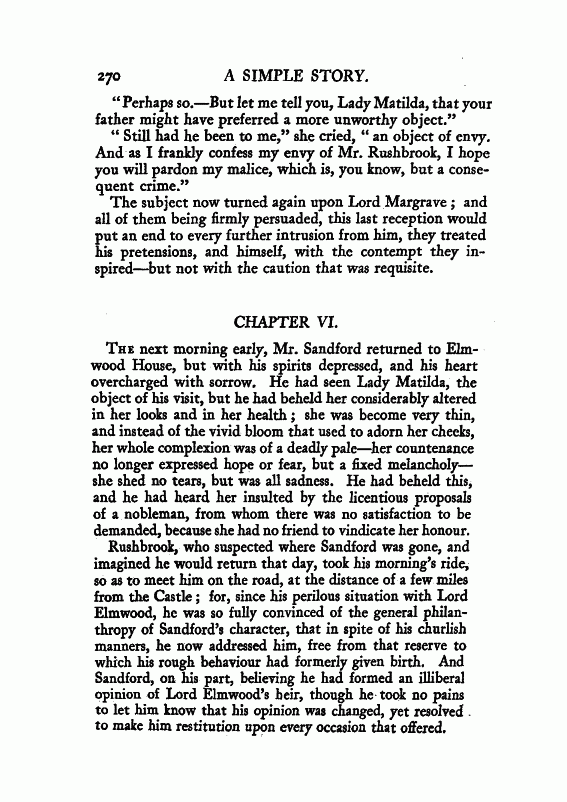 270 A SIMPLE STORY.
“Perhaps so.—But let me tell you, Lady Matilda, that your
father might have preferred a more unworthy object.”
“ Still had he been to me,” she cried, “ an object of envy.
And as I frankly confess my envy of Mr. Rushbrook, I hope
you will pardon my malice, which is, you know, but a conse-
quent crime.”
The subject now turned again upon Lord Margrave ; and
all of them being firmly persuaded, this last reception would
put an end to every further intrusion from him, they treated
his pretensions, and himself, with the contempt they in-
spired—but not with the caution that was requisite.
CHAPTER VI.
THE next morning early, Mr. Sandford returned to Elm-
wood House, but with his spirits depressed, and his heart
overcharged with sorrow. He had seen Lady Matilda, the
object of his visit, but he had beheld her considerably altered
in her looks and in her health ; she was become very thin,
and instead of the vivid bloom that used to adorn her cheeks,
her whole complexion was of a deadly pale—her countenance
no longer expressed hope or fear, but a fixed melancholy—
she shed no tears, but was all sadness. He had beheld this,
and he had heard her insulted by the licentious proposals
of a nobleman, from whom there was no satisfaction to be
demanded, because she had no friend to vindicate her honour.
Rushbrook, who suspected where Sandford was gone, and
imagined he would return that day, took his morning's ride,
so as to meet him on the road, at the distance of a few miles
from the Castle ; for, since his perilous situation with Lord
Elmwood, he was so fully convinced of the general philan-
thropy of Sandford's character, that in spite of his churlish
manners, he now addressed him, free from that reserve to
which his rough behaviour had formerly given birth. And
Sandford, on his part, believing he had formed an illiberal
opinion of Lord Elmwood's heir, though he took no pains
to let him know that his opinion was changed, yet resolved
to make him restitution upon every occasion that offered.